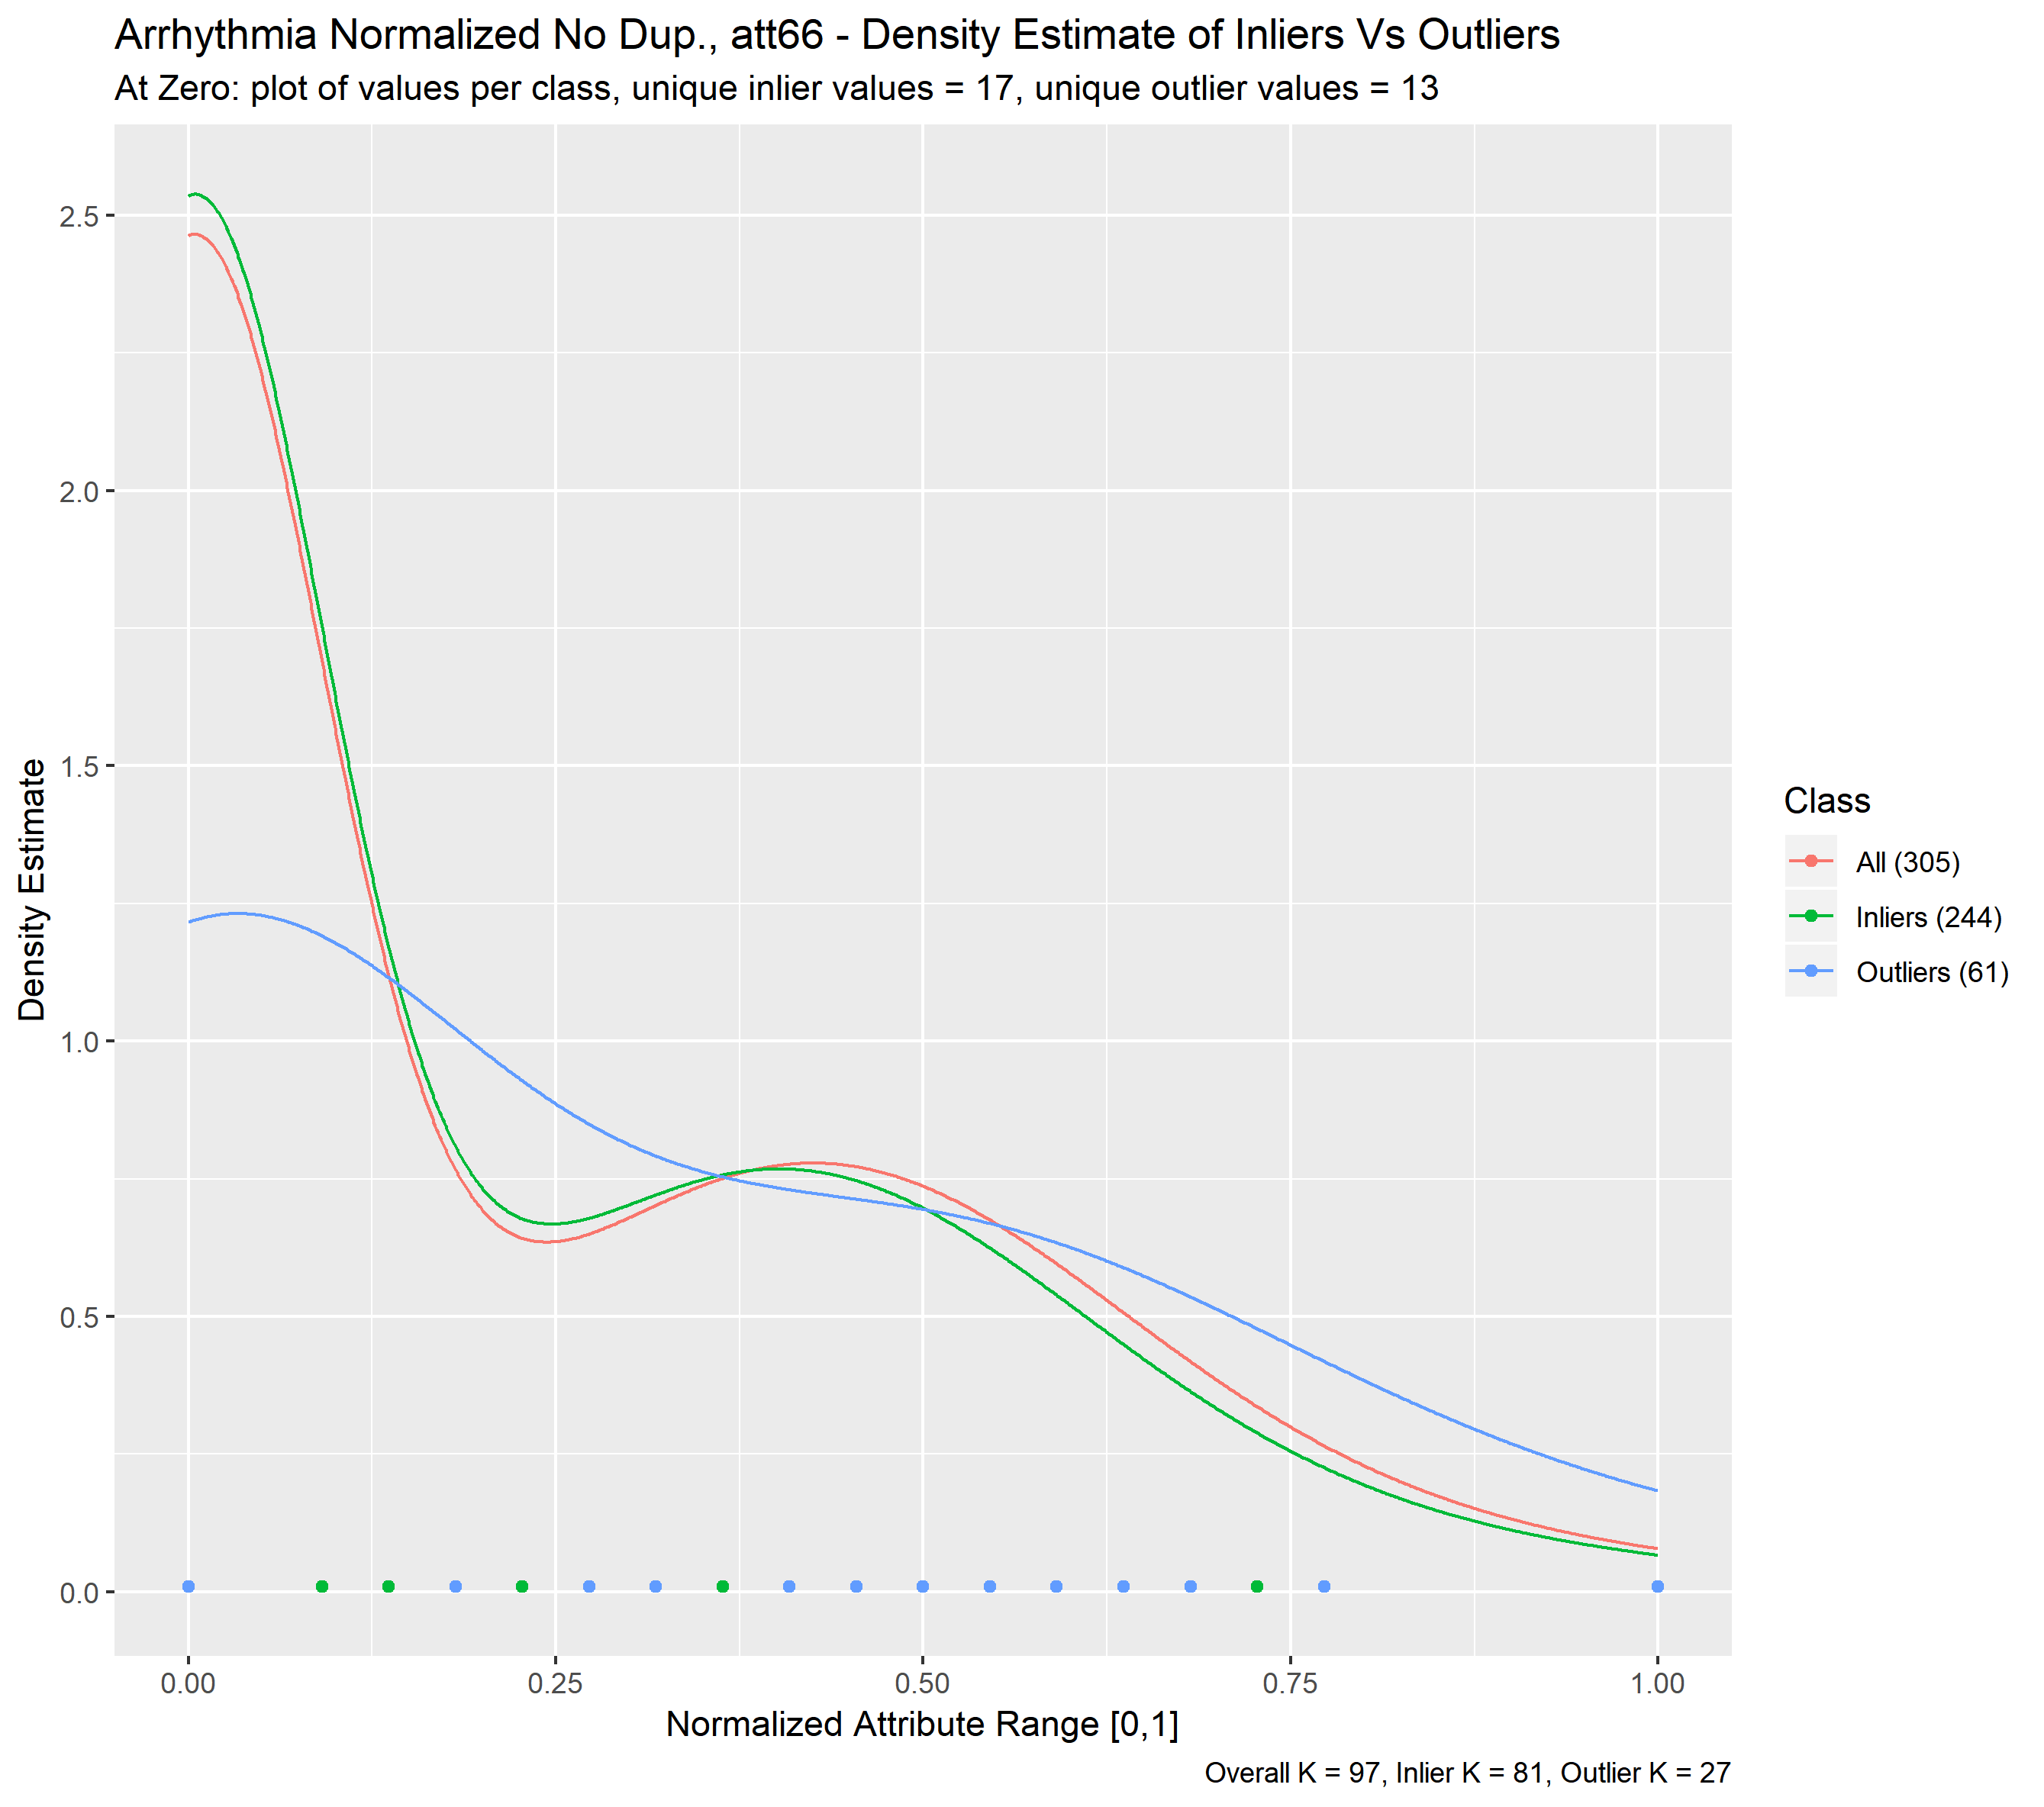 Arrhythmia Normalized No Dup., att66 - Density Estimate of Inliers Vs Outliers
At Zero: plot of values per class, unique inlier values = 17, unique outlier values = 13
Density Estimate
2.5
2.0
1.5
1.0
0.5
0.0
0.00 0.25 0.50 0.75 1.00
Normalized Attribute Range [0,1]
Class
All (305)
Inliers (244)
Outliers (61)
Overall K = 97, Inlier K = 81, Outlier K = 27